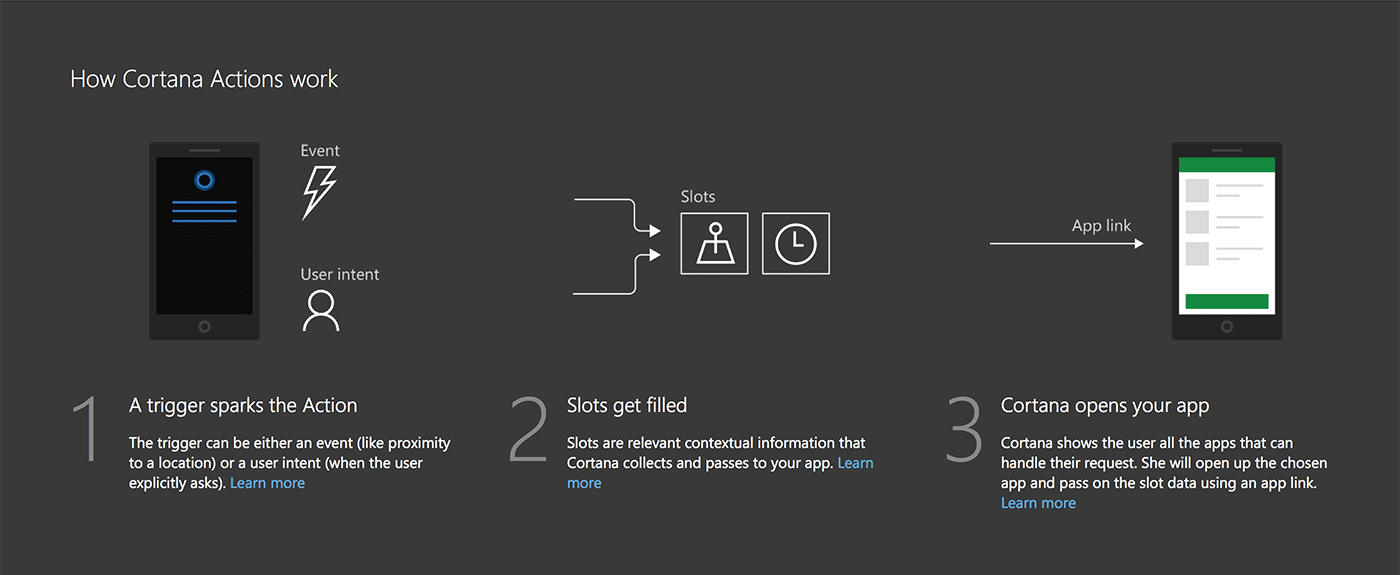 How Cortana Actions work
Event
User intent
Slots
App link
1
A trigger sparks the Action
The trigger can be either an event (like proximity
to a location) or a user intent (when the user
explicitly asks). Learn more
2
Slots get filled
Slots are relevant contextual information that
Cortana collects and passes to your app. Learn
more
3
Cortana opens your app
Cortana shows the user all the apps that can
handle their request. She will open up the chosen
app and pass on the slot data using an app link.
Learn more